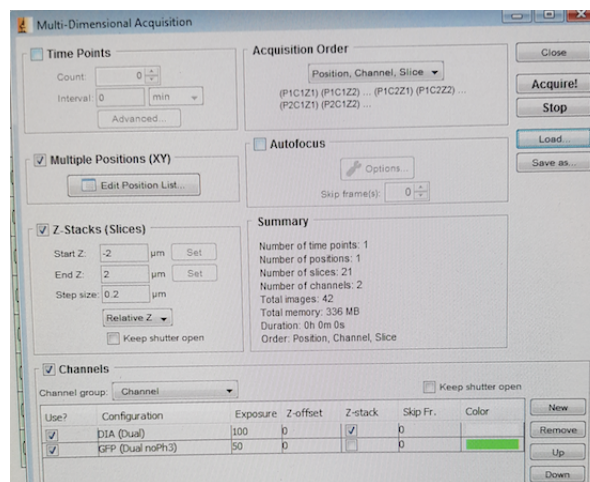 Multi-Dimensional Acquisition
Time Points
Count: 0
Interval: 0 min
Advanced...
Acquisition Order
Position, Channel, Slice
(P1C1Z1) (P1C1Z2) ... (P1C2Z1) (P1C2Z2) ...
(P2C1Z1) (P2C1Z2) ...
Close
Acquire!
Stop
Load...
Save as...
Multiple Positions (XY)
Edit Position List...
Autofocus
Options...
Skip frame(s): 0
Z-Stacks (Slices)
Start Z: -2 µm Set
End Z: 2 µm Set
Step size: 0.2 µm
Relative Z
Keep shutter open
Summary
Number of time points: 1
Number of positions: 1
Number of slices: 21
Number of channels: 2
Total images: 42
Total memory: 336 MB
Duration: 0h 0m 0s
Order: Position, Channel, Slice
Channels
Channel group: Channel
Keep shutter open
Use? Configuration Exposure Z-offset Z-stack Skip Fr. Color
DIA (Dual) 100 0 0
GFP (Dual noPh3) 50 0 0
New
Remove
Up
Down